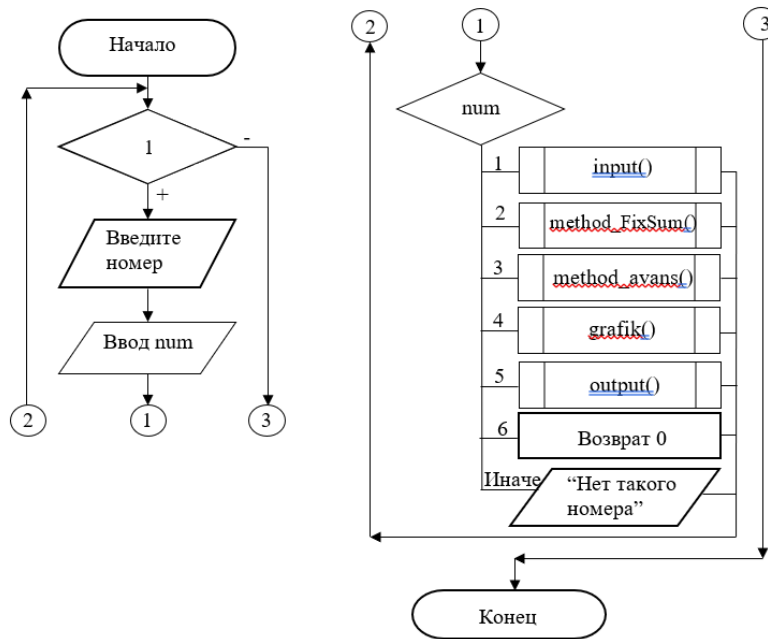 Начало
1
-
+
Введите
номер
Ввод num
2
1
3
2
1
3
num
1
input()
2
method_FixSum()
3
method_avans()
4
grafik()
5
output()
6
Возврат 0
Иначе
“Нет такого
номера”
Конец